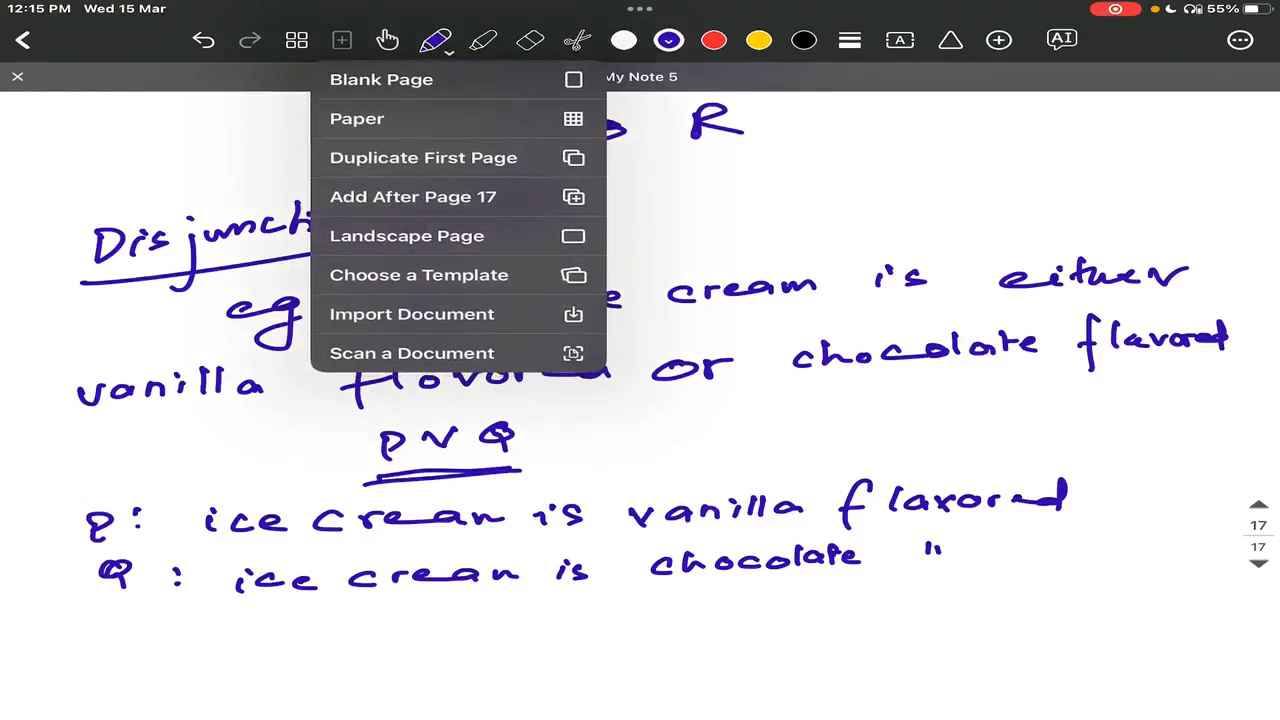 12:15 PM Wed 15 Mar
55%
A
AI
My Note 5
Blank Page
Paper
Duplicate First Page
Add After Page 17
Landscape Page
Choose a Template
Import Document
Scan a Document
R
Disjuncti
eg cream is either
vanilla flavored or chocolate flavored
P V Q
P: ice cream is vanilla flavored
Q : ice cream is chocolate "
17
17